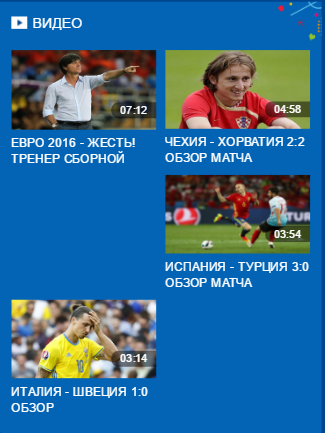 ВИДЕО
07:12
ЕВРО 2016 - ЖЕСТЬ!
ТРЕНЕР СБОРНОЙ
04:58
ЧЕХИЯ - ХОРВАТИЯ 2:2
ОБЗОР МАТЧА
03:54
ИСПАНИЯ - ТУРЦИЯ 3:0
ОБЗОР МАТЧА
03:14
ИТАЛИЯ - ШВЕЦИЯ 1:0
ОБЗОР